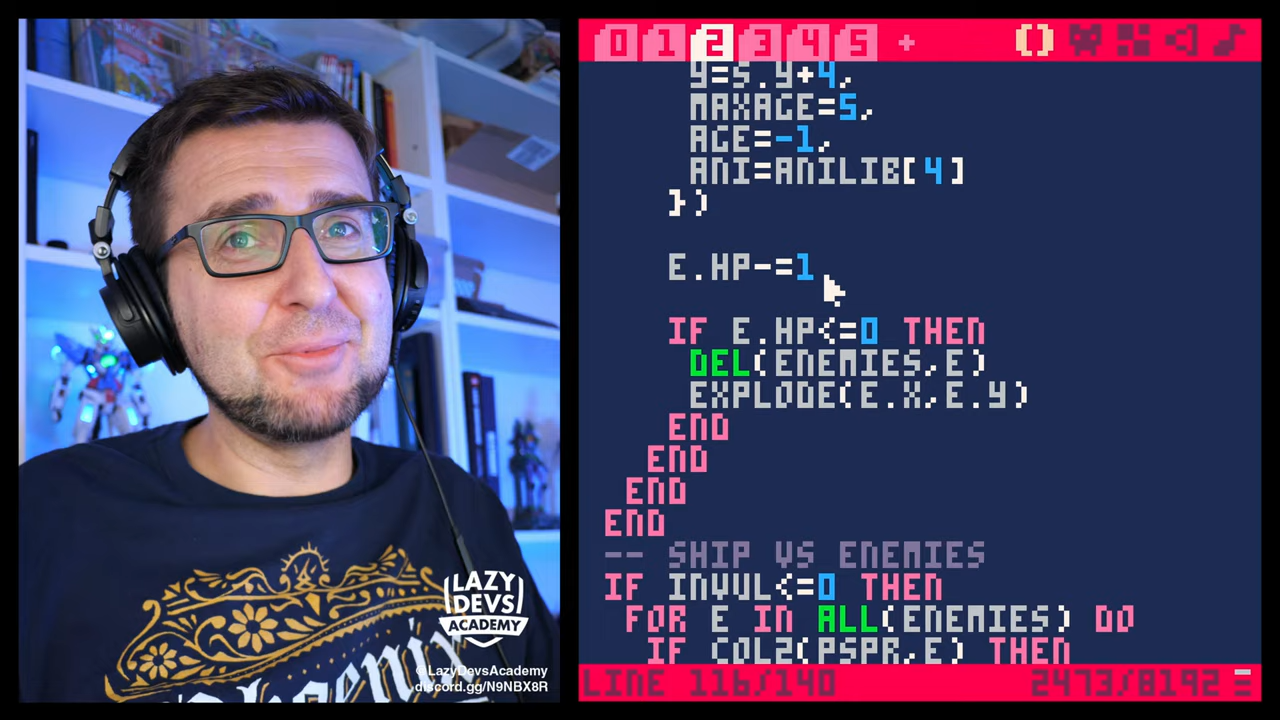 0 1 2 3 4 5 +
Y=S.Y+4,
MAXAGE=5,
AGE=-1,
ANI=ANILIB[4]
})
E.HP-=1
IF E.HP<=0 THEN
DEL(ENEMIES,E)
EXPLODE(E.X,E.Y)
END
END
END
END
-- SHIP VS ENEMIES
IF INVUL<=0 THEN
FOR E IN ALL(ENEMIES) DO
IF COL2(PSPR,E) THEN
LINE 116/140
2473/8192
LAZY
DEVS
ACADEMY
@LazyDevsAcademy
discord.gg/N9NBX8R
Phoenix